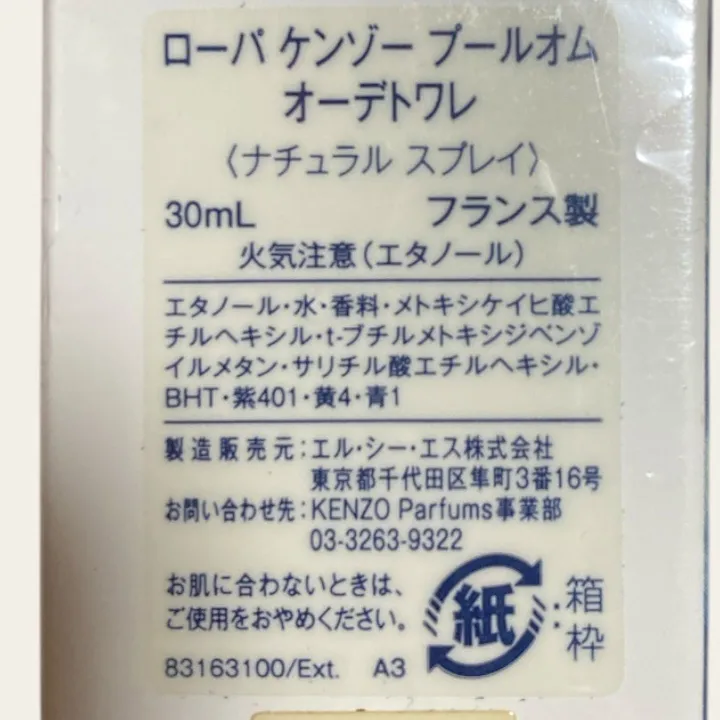 ローパ ケンゾー プールオム
オーデトワレ
〈ナチュラル スプレイ〉
30mL フランス製
火気注意(エタノール)
エタノール・水・香料・メトキシケイヒ酸エ
チルヘキシル・t-ブチルメトキシジベンゾ
イルメタン・サリチル酸エチルヘキシル・
BHT・紫401・黄4・青1
製造販売元:エル・シー・エス株式会社
東京都千代田区隼町3番16号
お問い合わせ先:KENZO Parfums事業部
03-3263-9322
お肌に合わないときは、
ご使用をおやめください。
紙:箱
枠
83163100/Ext. A3